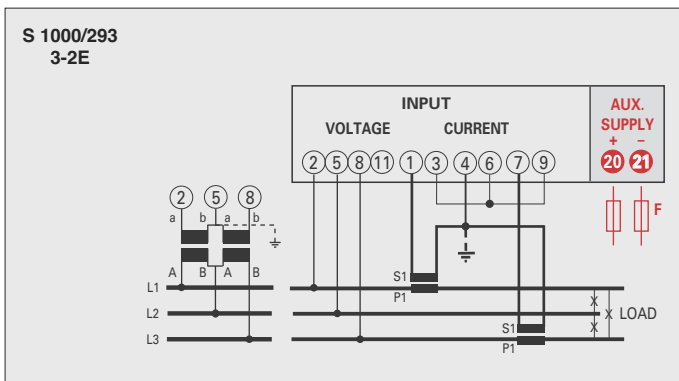 S 1000/293
3-2E
INPUT
VOLTAGE CURRENT
AUX.
SUPPLY
+ –
2 5 8 11 1 3 4 6 7 9 20 21
F
2 5 8
a b a b
A B A B
S1
P1
L1
L2
L3
S1
P1
X
X
X
LOAD